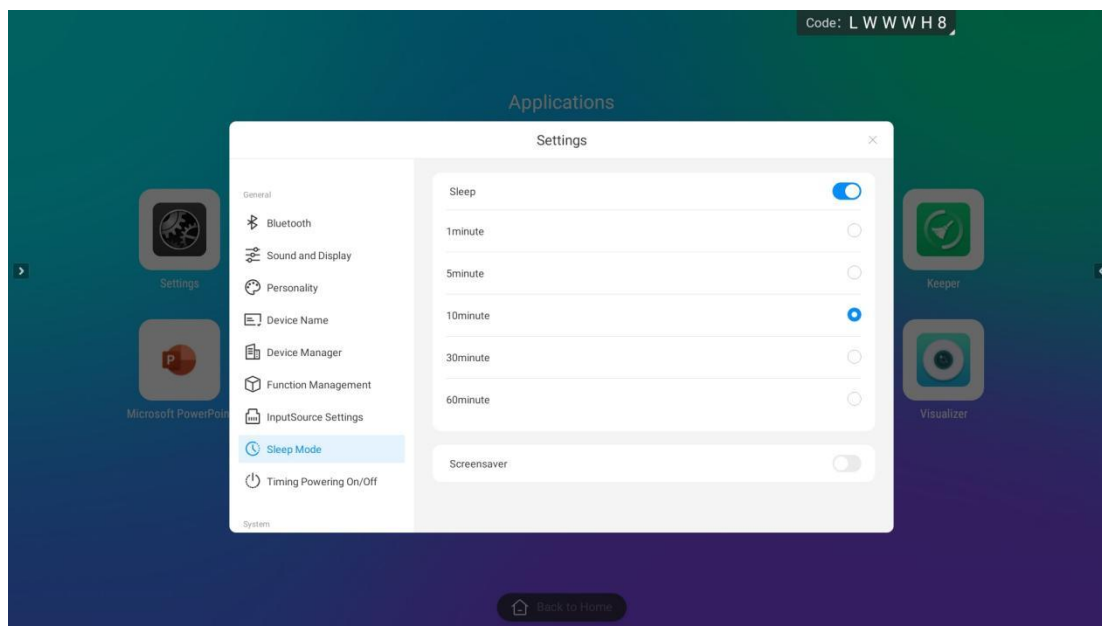 Code: LWWWH8
Applications
Settings
General
Bluetooth
Sound and Display
Personality
Device Name
Device Manager
Function Management
InputSource Settings
Sleep Mode
Timing Powering On/Off
System
Sleep
1minute
5minute
10minute
30minute
60minute
Screensaver
Settings
Keeper
Microsoft PowerPoin
Visualizer
Back to Home